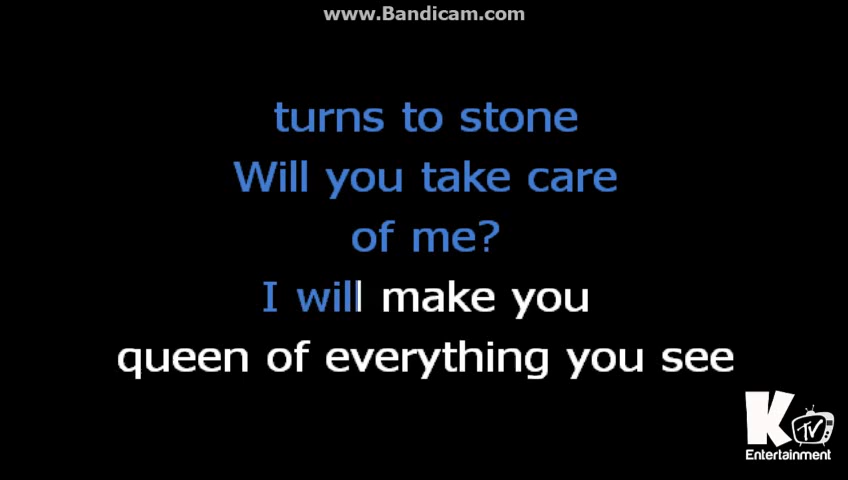 www.Bandicam.com
turns to stone
Will you take care
of me?
I will make you
queen of everything you see
K TV
Entertainment